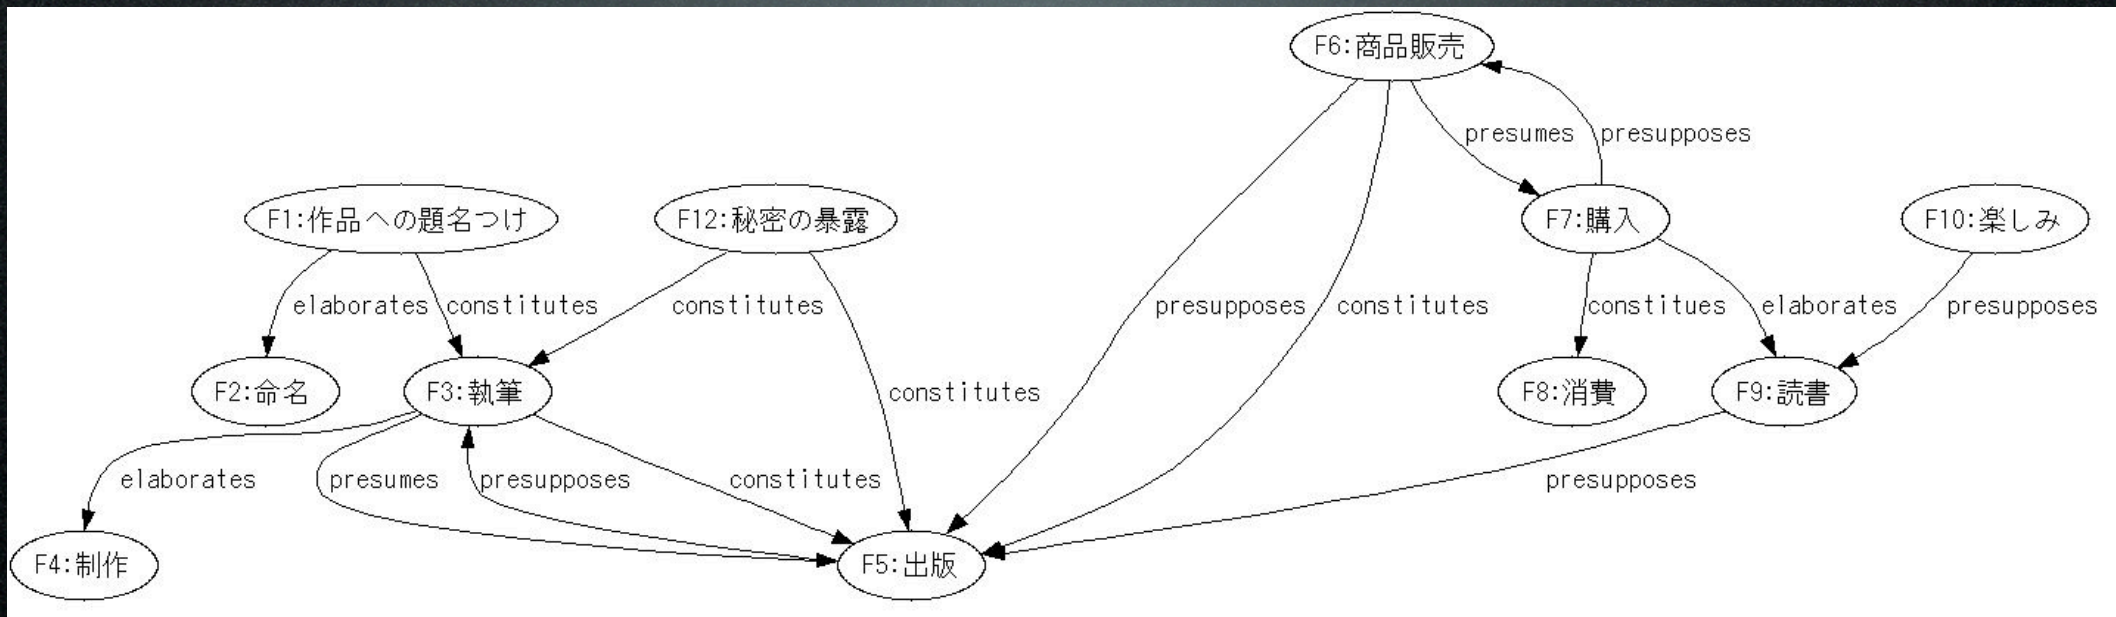 F6:商品販売
presumes
presupposes
F1:作品への題名つけ
F12:秘密の暴露
F7:購入
F10:楽しみ
elaborates
constitutes
constitutes
presupposes
constitutes
constitues
elaborates
presupposes
F2:命名
F3:執筆
constitutes
F8:消費
F9:読書
elaborates
presumes
presupposes
constitutes
presupposes
F4:制作
F5:出版